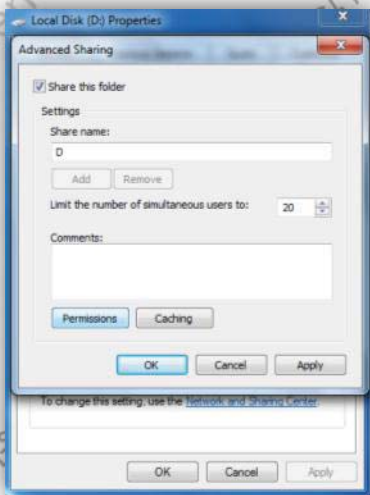 Local Disk (D:) Properties
Advanced Sharing
Share this folder
Settings
Share name:
D
Add Remove
Limit the number of simultaneous users to: 20
Comments:
Permissions Caching
OK Cancel Apply
To change this setting, use the Network and Sharing Center.
OK Cancel Apply